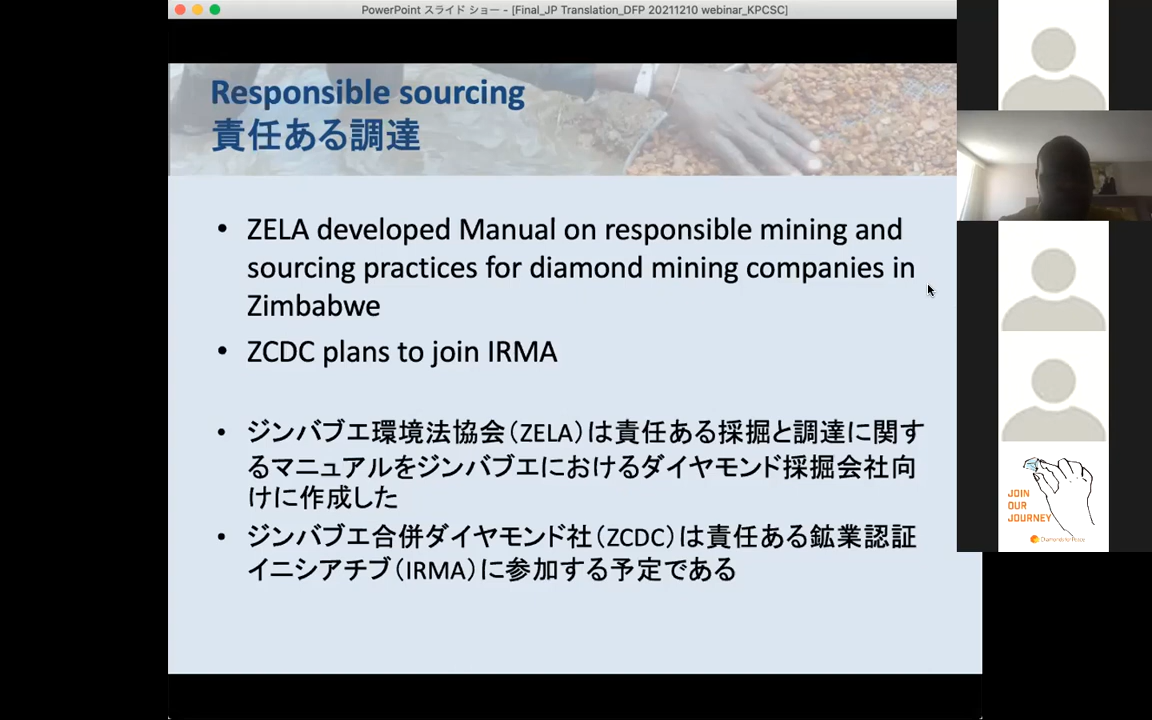 PowerPoint スライド ショー - [Final_JP Translation_DFP 20211210 webinar_KPCSC]
Responsible sourcing
責任ある調達
• ZELA developed Manual on responsible mining and
sourcing practices for diamond mining companies in
Zimbabwe
• ZCDC plans to join IRMA
• ジンバブエ環境法協会（ZELA）は責任ある採掘と調達に関す
るマニュアルをジンバブエにおけるダイヤモンド採掘会社向
けに作成した
• ジンバブエ合併ダイヤモンド社（ZCDC）は責任ある鉱業認証
イニシアチブ（IRMA）に参加する予定である
JOIN
OUR
JOURNEY